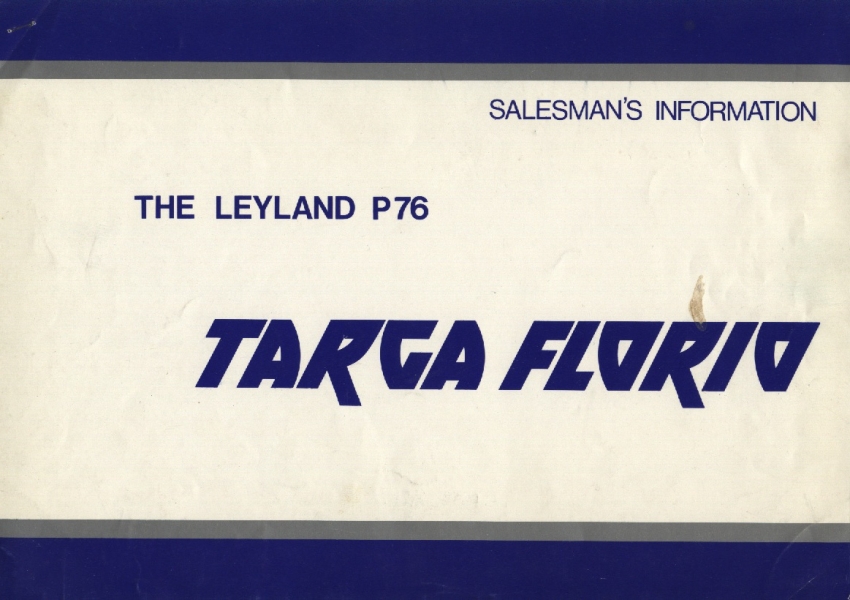 SALESMAN'S INFORMATION
THE LEYLAND P76
TARGA FLORIO